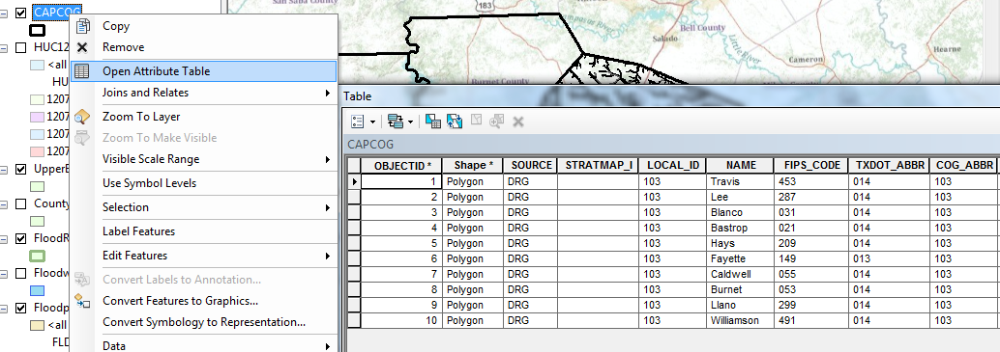 CAPCOG
HUC12
<all
HU
1207
1207
1207
1207
UpperB
County
FloodR
Floodw
Floodp
<all
FLD
Copy
Remove
Open Attribute Table
Joins and Relates
Zoom To Layer
Zoom To Make Visible
Visible Scale Range
Use Symbol Levels
Selection
Label Features
Edit Features
Convert Labels to Annotation...
Convert Features to Graphics...
Convert Symbology to Representation...
Data
San Saba County
183
Bell County
Salado
Little River
Cameron
Hearne
Burnet County
Table
CAPCOG
OBJECTID * Shape * SOURCE STRATMAP_I LOCAL_ID NAME FIPS_CODE TXDOT_ABBR COG_ABBR
1 Polygon DRG 103 Travis 453 014 103
2 Polygon DRG 103 Lee 287 014 103
3 Polygon DRG 103 Blanco 031 014 103
4 Polygon DRG 103 Bastrop 021 014 103
5 Polygon DRG 103 Hays 209 014 103
6 Polygon DRG 103 Fayette 149 013 103
7 Polygon DRG 103 Caldwell 055 014 103
8 Polygon DRG 103 Burnet 053 014 103
9 Polygon DRG 103 Llano 299 014 103
10 Polygon DRG 103 Williamson 491 014 103